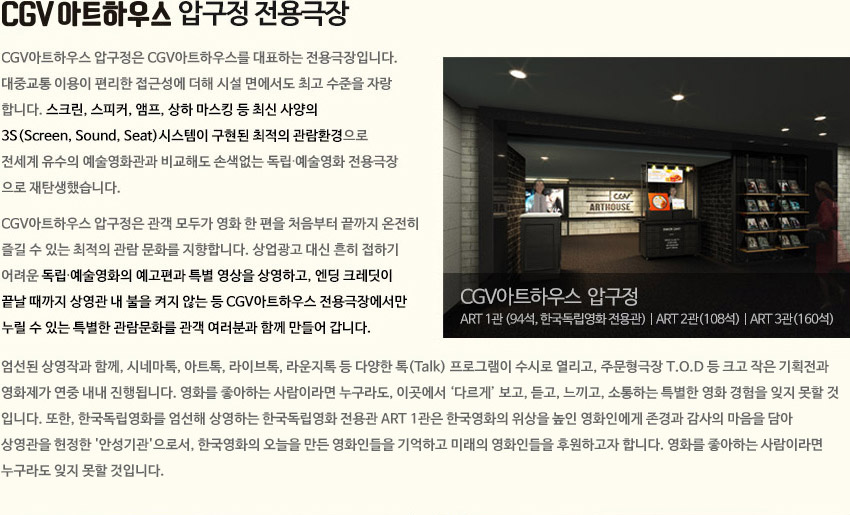 CGV아트하우스 압구정 전용극장
CGV아트하우스 압구정은 CGV아트하우스를 대표하는 전용극장입니다.
대중교통 이용이 편리한 접근성에 더해 시설 면에서도 최고 수준을 자랑
합니다. 스크린, 스피커, 앰프, 상하 마스킹 등 최신 사양의
3S(Screen, Sound, Seat)시스템이 구현된 최적의 관람환경으로
전세계 유수의 예술영화관과 비교해도 손색없는 독립·예술영화 전용극장
으로 재탄생했습니다.
CGV아트하우스 압구정은 관객 모두가 영화 한 편을 처음부터 끝까지 온전히
즐길 수 있는 최적의 관람 문화를 지향합니다. 상업광고 대신 흔히 접하기
어려운 독립·예술영화의 예고편과 특별 영상을 상영하고, 엔딩 크레딧이
끝날 때까지 상영관 내 불을 켜지 않는 등 CGV아트하우스 전용극장에서만
누릴 수 있는 특별한 관람문화를 관객 여러분과 함께 만들어 갑니다.
CGV
ARTHOUSE
CGV아트하우스 압구정
ART 1관 (94석, 한국독립영화 전용관) | ART 2관(108석) | ART 3관(160석)
엄선된 상영작과 함께, 시네마톡, 아트톡, 라이브톡, 라운지톡 등 다양한 톡(Talk) 프로그램이 수시로 열리고, 주문형극장 T.O.D 등 크고 작은 기획전과
영화제가 연중 내내 진행됩니다. 영화를 좋아하는 사람이라면 누구라도, 이곳에서 ‘다르게’ 보고, 듣고, 느끼고, 소통하는 특별한 영화 경험을 잊지 못할 것
입니다. 또한, 한국독립영화를 엄선해 상영하는 한국독립영화 전용관 ART 1관은 한국영화의 위상을 높인 영화인에게 존경과 감사의 마음을 담아
상영관을 헌정한 '안성기관'으로서, 한국영화의 오늘을 만든 영화인들을 기억하고 미래의 영화인들을 후원하고자 합니다. 영화를 좋아하는 사람이라면
누구라도 잊지 못할 것입니다.